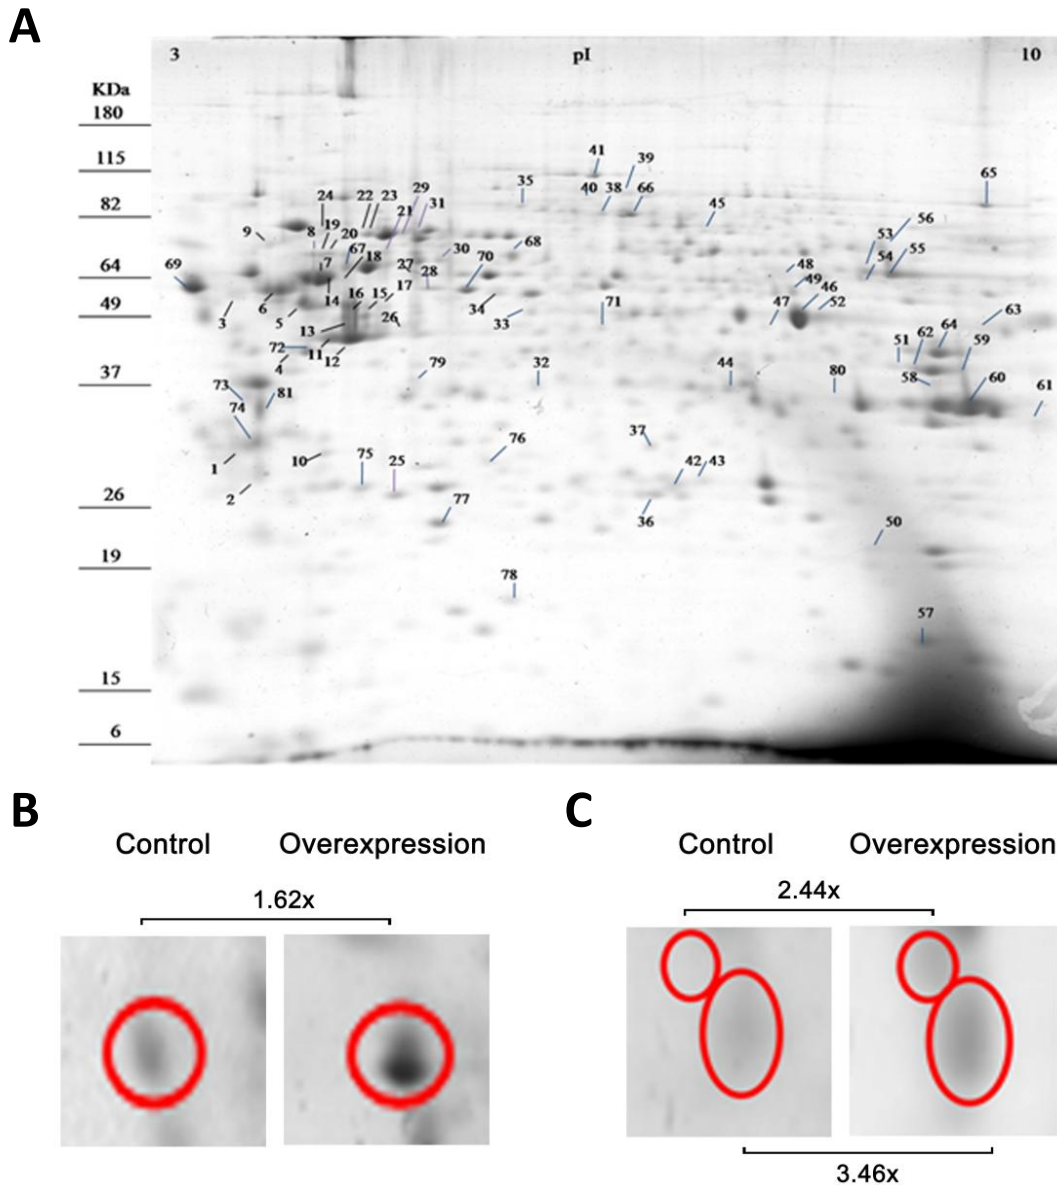 A
3 pI 10
KDa
180
115
82
64
49
37
26
19
15
6
41 39
35 40 38 66 65
24 22 23 29 45
9 8 19 20 21 31 56
53
67 18 30 68 55
69 7 27 28 70 48 54
49
6 14 16 15 17 34 71 46
3 5 13 26 33 47 52 63
72 11 12 51 62 64
4 79 32 44 59
73 81 80 58 60 61
74
76 37
1 10 75 25 42 43
2 77 36 50
78
57
B
Control Overexpression
1.62x
C
Control Overexpression
2.44x
3.46x